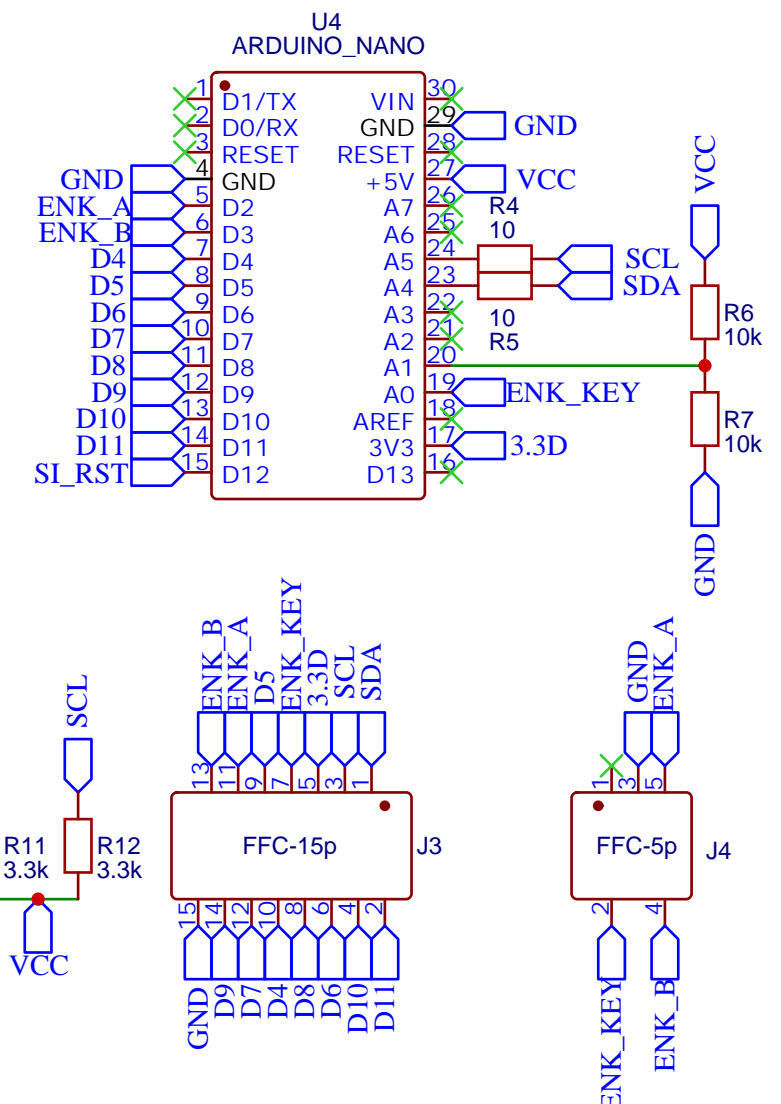 U4
ARDUINO_NANO
1 D1/TX VIN 30
2 D0/RX GND 29 GND
3 RESET RESET 28
GND 4 GND +5V 27 VCC
ENK_A 5 D2 A7 26
ENK_B 6 D3 A6 25
D4 7 D4 A5 24 R4 10 SCL
D5 8 D5 A4 23 SDA
D6 9 D6 A3 22 10
D7 10 D7 A2 21 R5
D8 11 D8 A1 20
D9 12 D9 A0 19 ENK_KEY
D10 13 D10 AREF 18
D11 14 D11 3V3 17 3.3D
SI_RST 15 D12 D13 16
VCC
R6
10k
R7
10k
GND
SCL
R11
3.3k
R12
3.3k
VCC
ENK_B ENK_A D5 ENK_KEY 3.3D SCL SDA
13 11 9 7 5 3 1
FFC-15p J3
15 14 12 10 8 6 4 2
GND D9 D7 D4 D8 D6 D10 D11
GND ENK_A
1 3 5
FFC-5p J4
2 4
ENK_KEY ENK_B